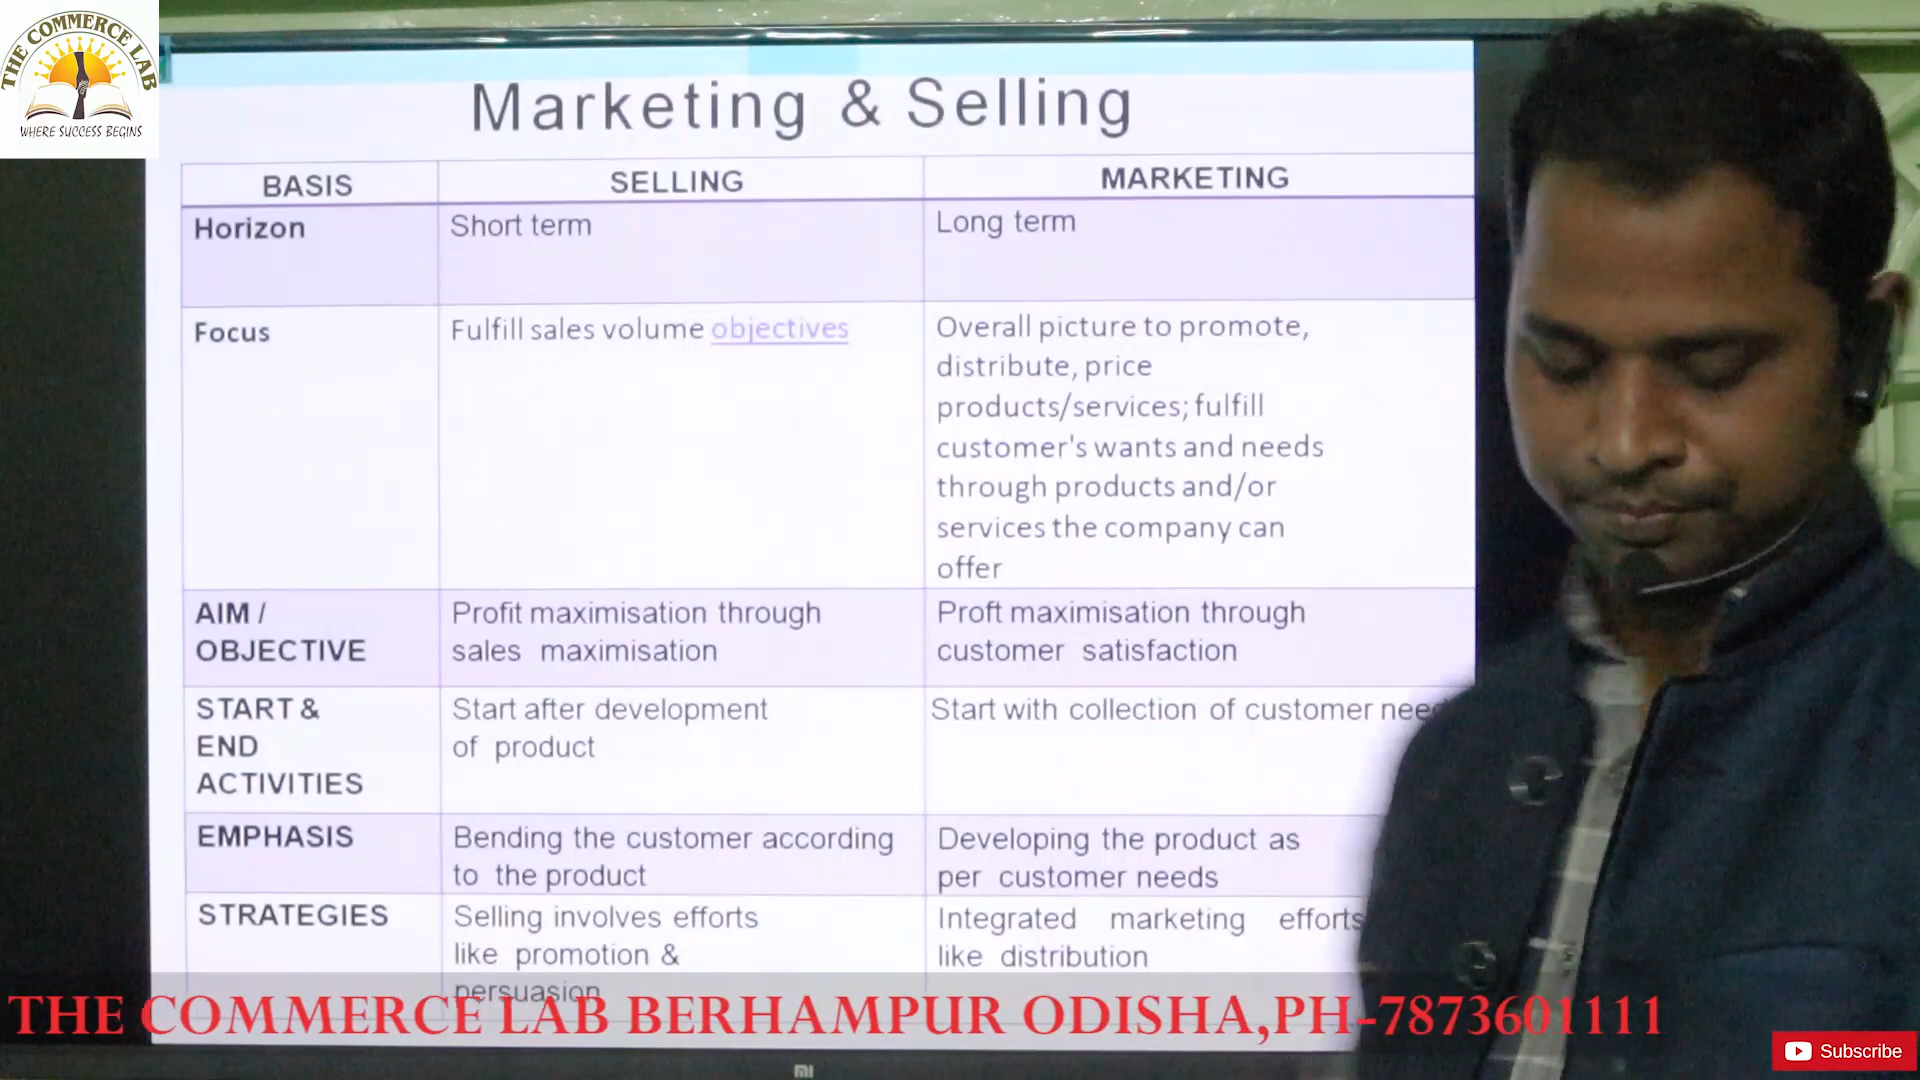 THE COMMERCE LAB
WHERE SUCCESS BEGINS
Marketing & Selling
BASIS SELLING MARKETING
Horizon Short term Long term
Focus Fulfill sales volume objectives Overall picture to promote,
distribute, price
products/services; fulfill
customer's wants and needs
through products and/or
services the company can
offer
AIM / Profit maximisation through Proft maximisation through
OBJECTIVE sales maximisation customer satisfaction
START & Start after development Start with collection of customer
END of product
ACTIVITIES
EMPHASIS Bending the customer according Developing the product as
to the product per customer needs
STRATEGIES Selling involves efforts Integrated marketing efforts
like promotion & like distribution
persuasion
THE COMMERCE LAB BERHAMPUR ODISHA,PH-7873601111
Subscribe
mi